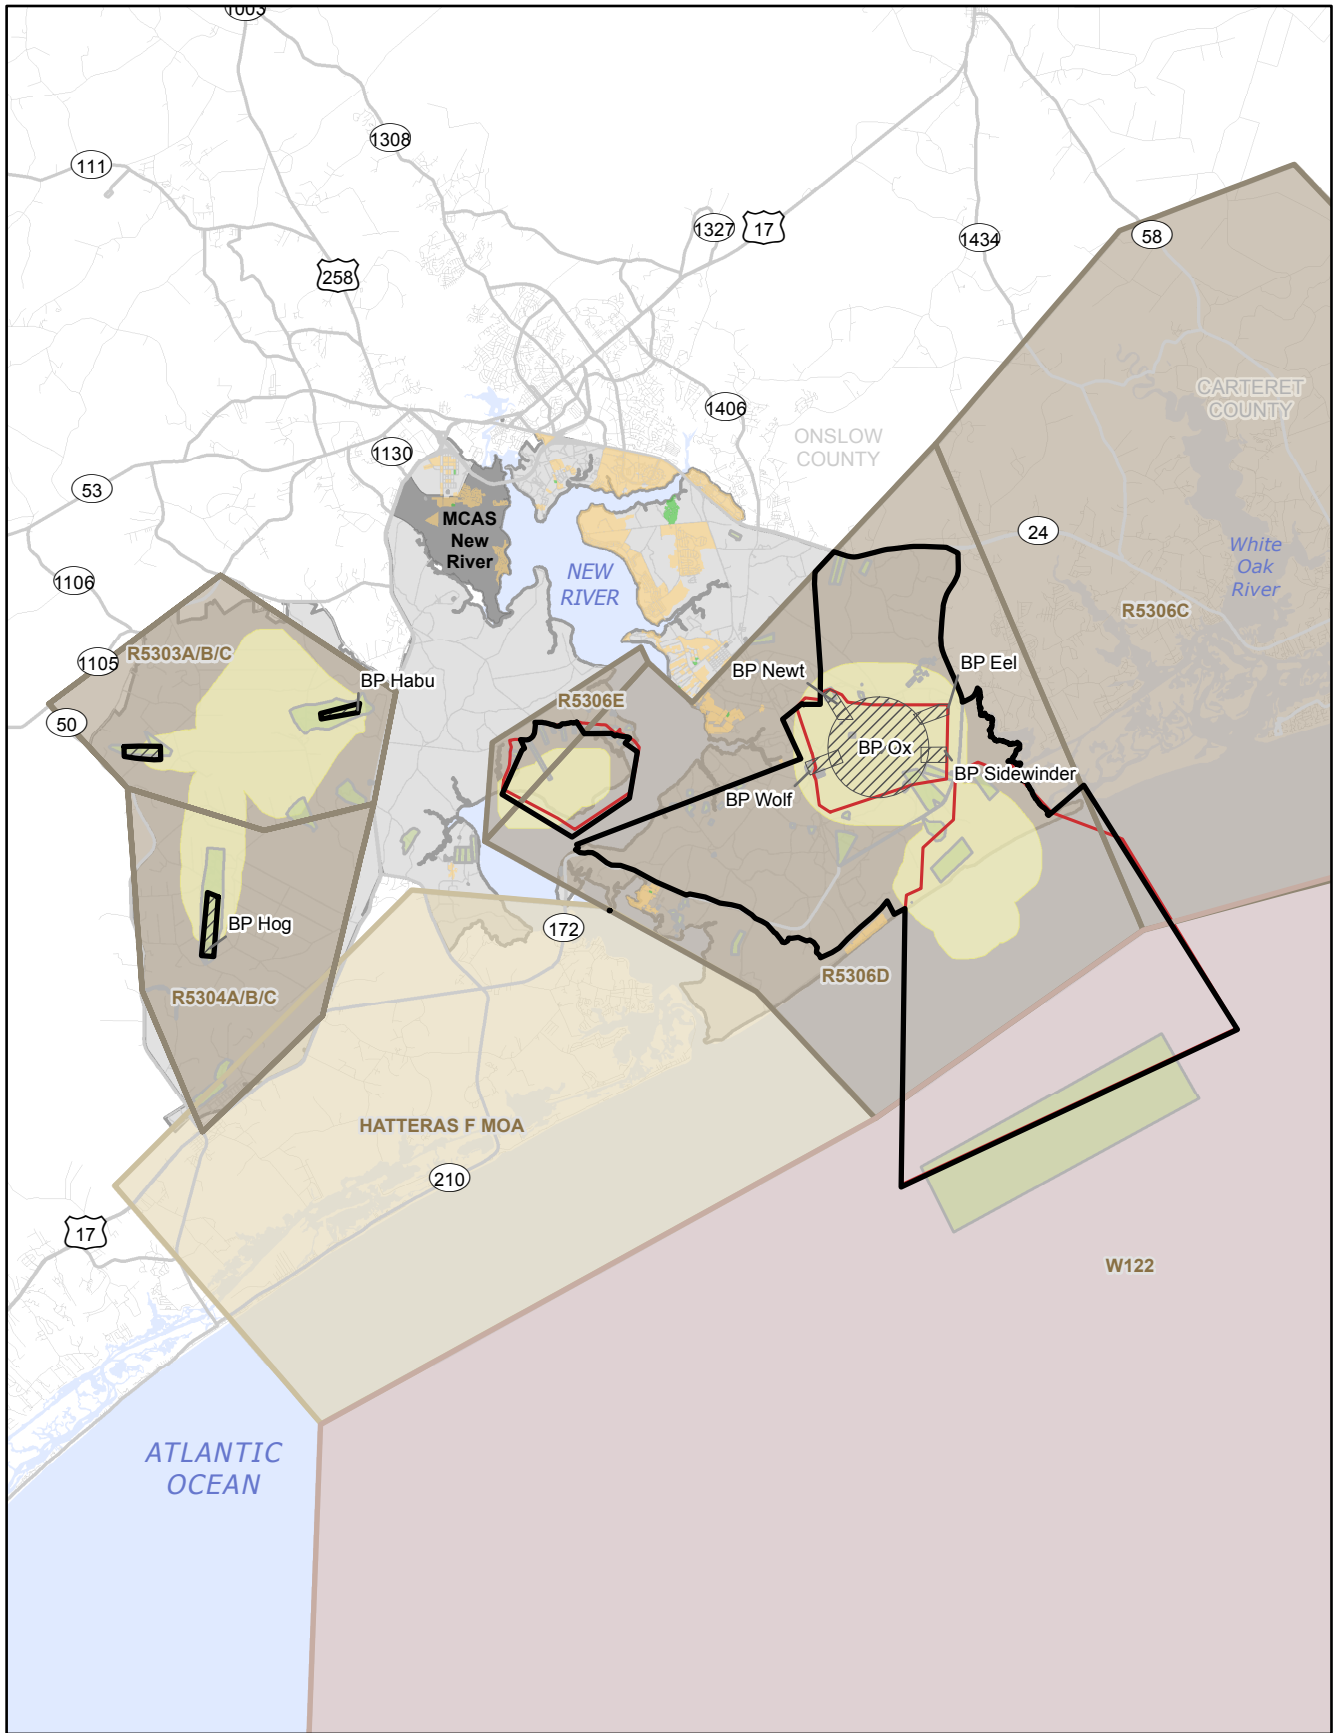 1003
1308
111
1327
17
1434
58
258
CARTERET
COUNTY
1406
ONSLOW
COUNTY
1130
53
MCAS
New
River
24
White
Oak
River
NEW
RIVER
1106
R5306C
R5303A/B/C
1105
BP Habu
BP Newt
BP Eel
R5306E
50
BP Ox
BP Sidewinder
BP Wolf
BP Hog
172
R5306D
R5304A/B/C
HATTERAS F MOA
210
17
W122
ATLANTIC
OCEAN